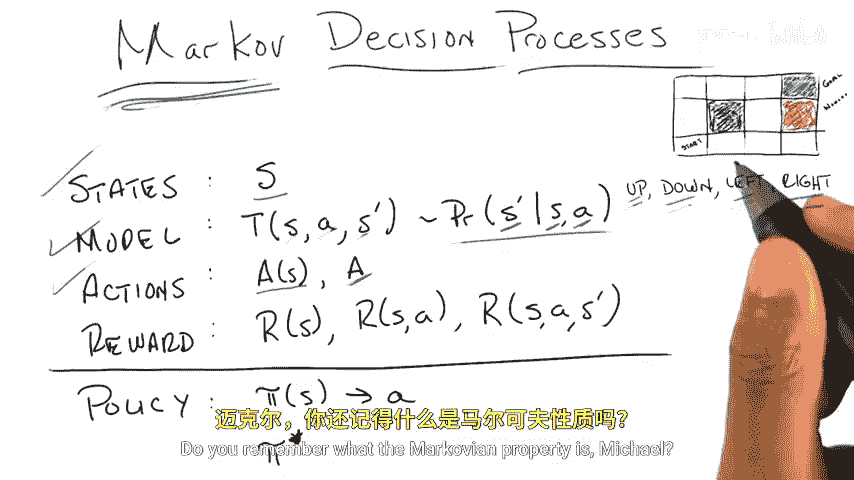 Markov Decision Processes
GOAL
START
UP, DOWN, LEFT RIGHT
STATES : S
MODEL : T(s, a, s') ~ Pr(s' | s, a)
ACTIONS : A(s), A
REWARD : R(s), R(s,a), R(s,a,s')
POLICY : π(s) → a
π*
迈克尔，你还记得什么是马尔可夫性质吗？
Do you remember what the Markovian property is, Michael?